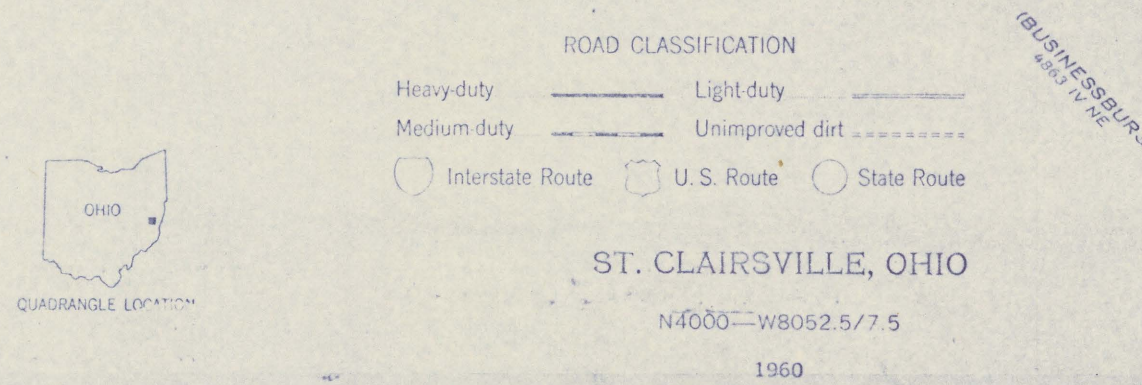 ROAD CLASSIFICATION
Heavy-duty Light-duty
Medium-duty Unimproved dirt
Interstate Route U. S. Route State Route
(BUSINESSBURG
4863 IV NE
OHIO
QUADRANGLE LOCATION
ST. CLAIRSVILLE, OHIO
N4000—W8052.5/7.5
1960